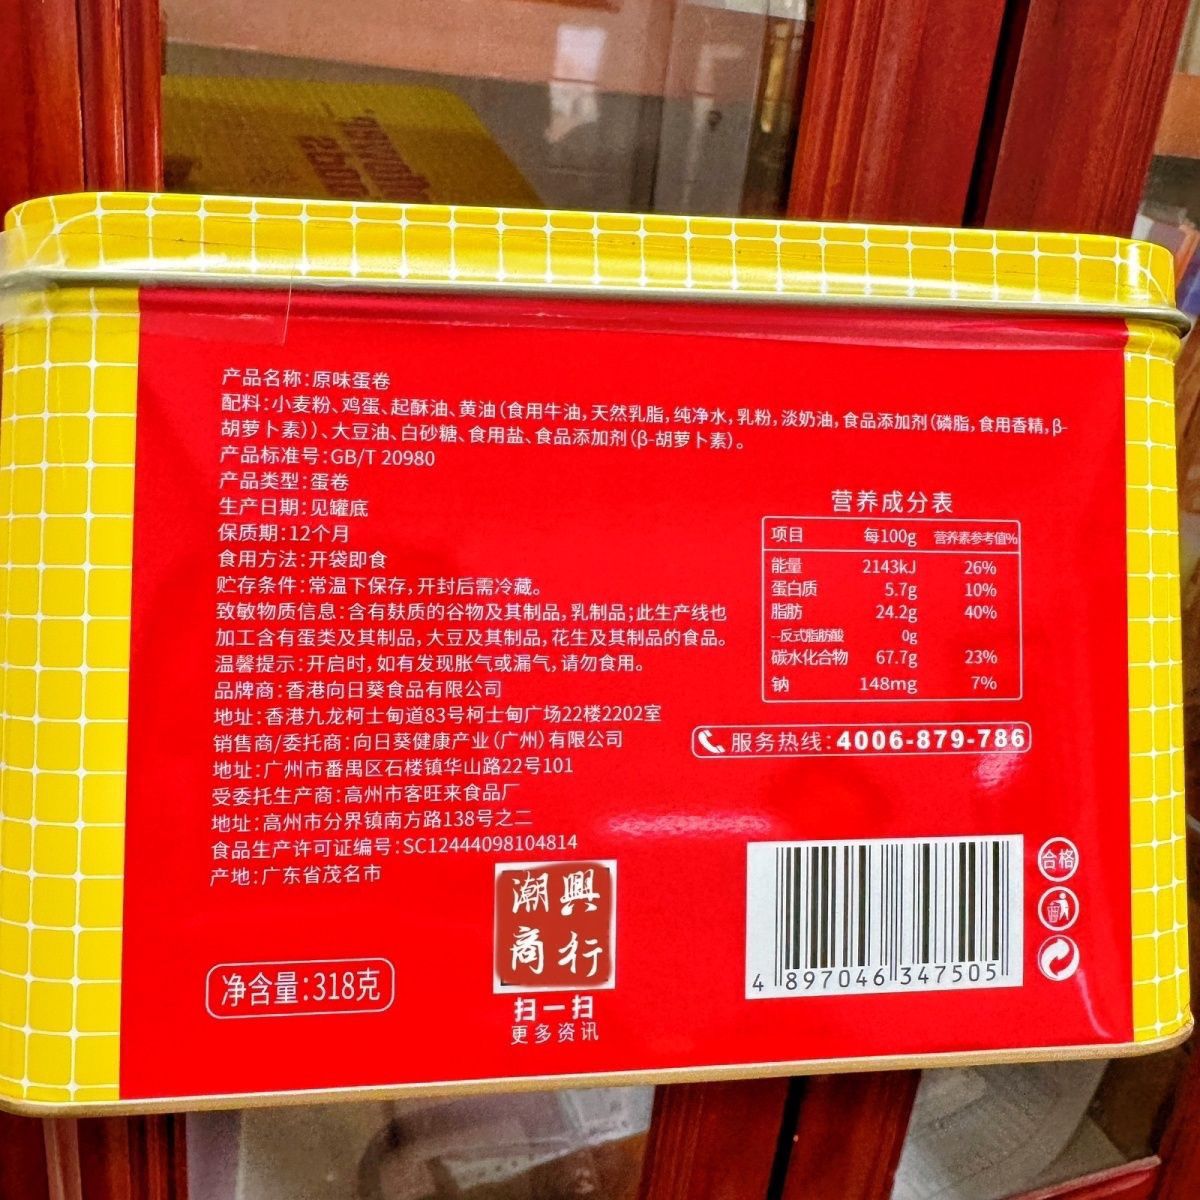 产品名称:原味蛋卷
配料:小麦粉、鸡蛋、起酥油、黄油(食用牛油,天然乳脂,纯净水,乳粉,淡奶油,食品添加剂(磷脂,食用香精,β-
胡萝卜素))、大豆油、白砂糖、食用盐、食品添加剂(β-胡萝卜素)。
产品标准号:GB/T 20980
产品类型:蛋卷
生产日期:见罐底
保质期:12个月
食用方法:开袋即食
贮存条件:常温下保存,开封后需冷藏。
致敏物质信息:含有麸质的谷物及其制品,乳制品;此生产线也
加工含有蛋类及其制品,大豆及其制品,花生及其制品的食品。
温馨提示:开启时,如有发现胀气或漏气,请勿食用。
品牌商:香港向日葵食品有限公司
地址:香港九龙柯士甸道83号柯士甸广场22楼2202室
销售商/委托商:向日葵健康产业(广州)有限公司
地址:广州市番禺区石楼镇华山路22号101
受委托生产商:高州市客旺来食品厂
地址:高州市分界镇南方路138号之二
食品生产许可证编号:SC12444098104814
产地:广东省茂名市
净含量:318克
潮興
商行
扫一扫
更多资讯
营养成分表
项目 每100g 营养素参考值%
能量 2143kJ 26%
蛋白质 5.7g 10%
脂肪 24.2g 40%
--反式脂肪酸 0g
碳水化合物 67.7g 23%
钠 148mg 7%
服务热线:4006-879-786
4 897046 347505
合格